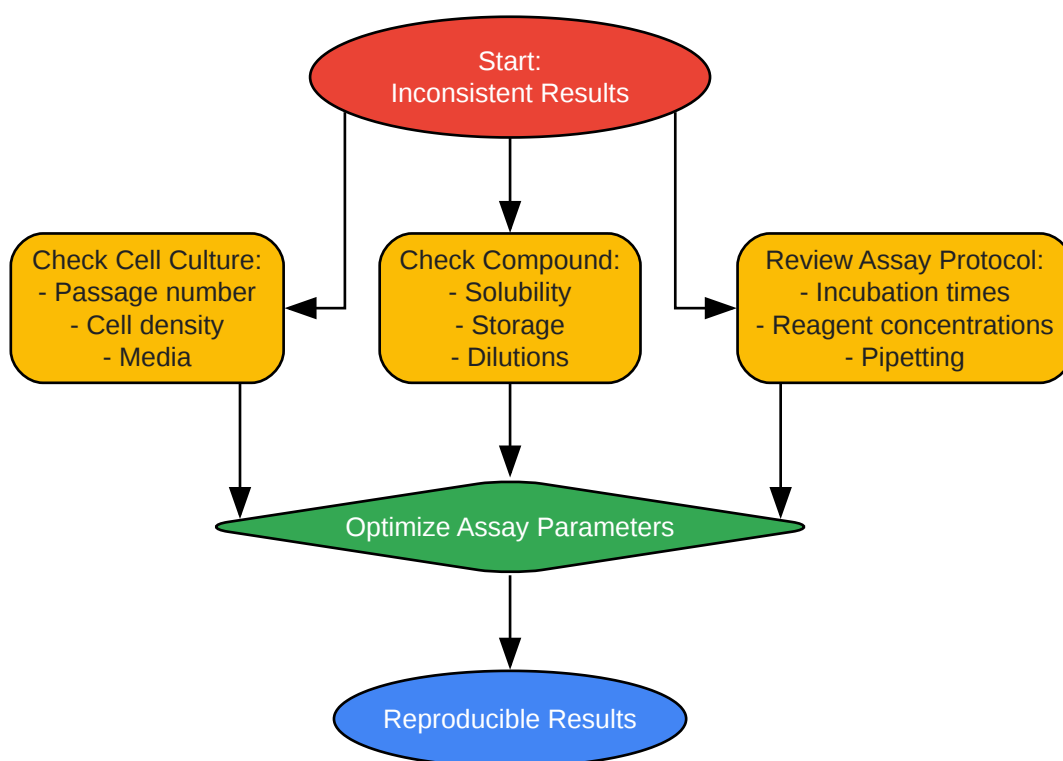 Start:
Inconsistent Results
Check Cell Culture:
- Passage number
- Cell density
- Media
Check Compound:
- Solubility
- Storage
- Dilutions
Review Assay Protocol:
- Incubation times
- Reagent concentrations
- Pipetting
Optimize Assay Parameters
Reproducible Results